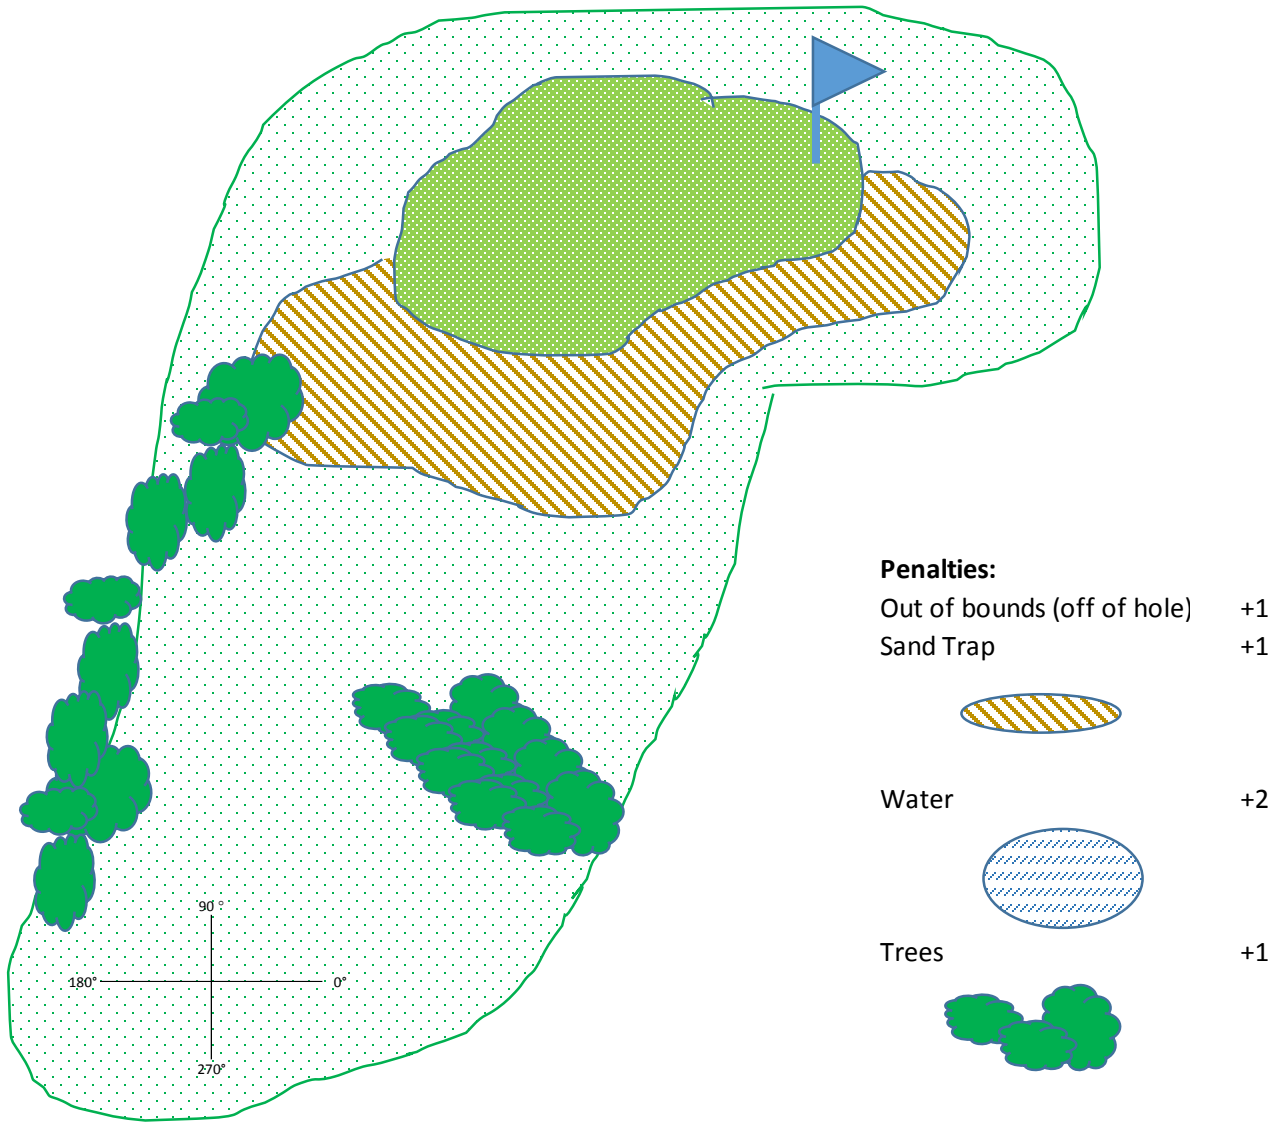 Penalties:
Out of bounds (off of hole) +1
Sand Trap +1
Water +2
90 °
Trees +1
180° 0°
270°